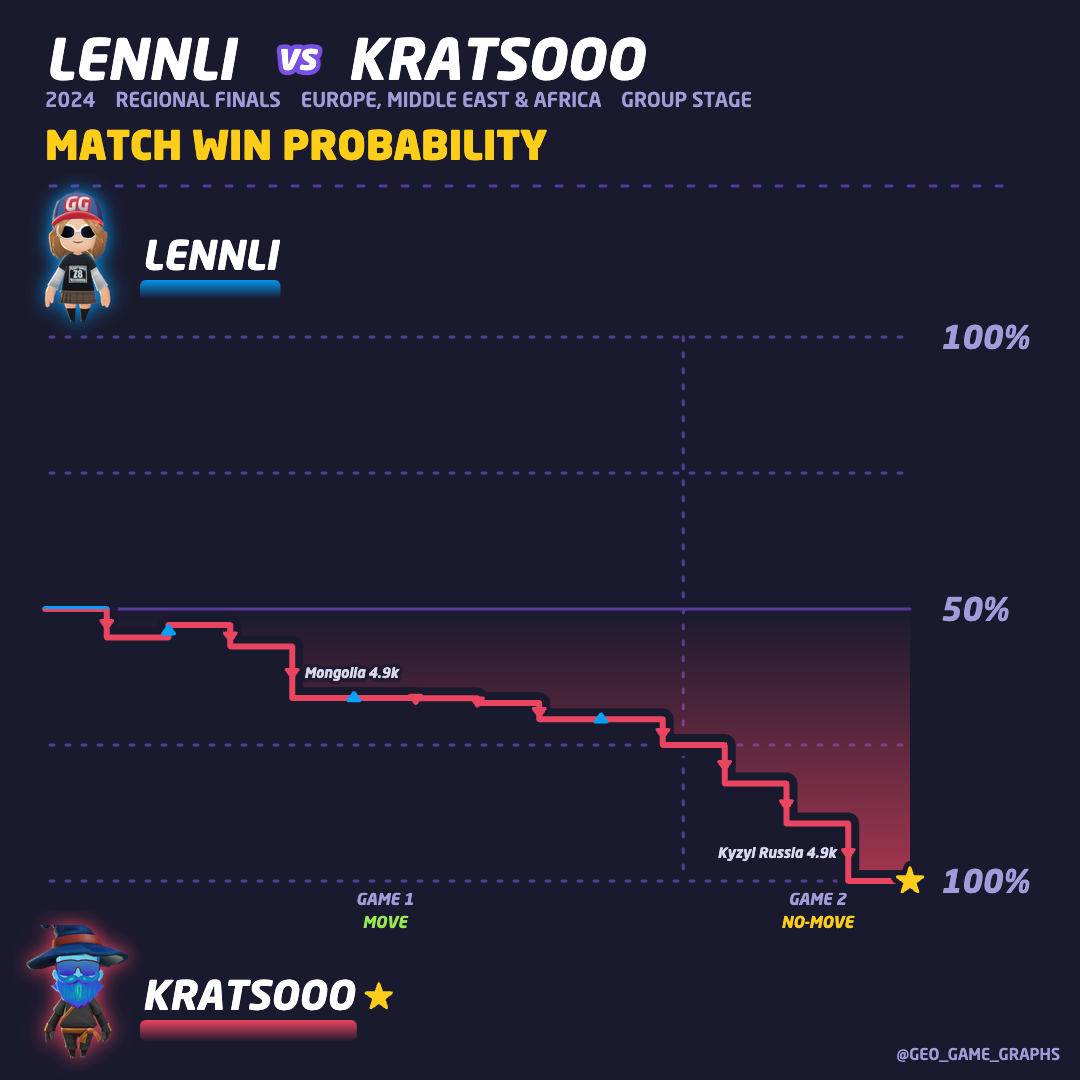 LENNLI VS KRATSOOO
2024 REGIONAL FINALS EUROPE, MIDDLE EAST & AFRICA GROUP STAGE
MATCH WIN PROBABILITY
GG
LENNLI
100%
50%
Mongolia 4.9k
Kyzyl Russia 4.9k
100%
GAME 1 GAME 2
MOVE NO-MOVE
KRATSOOO
@GEO_GAME_GRAPHS